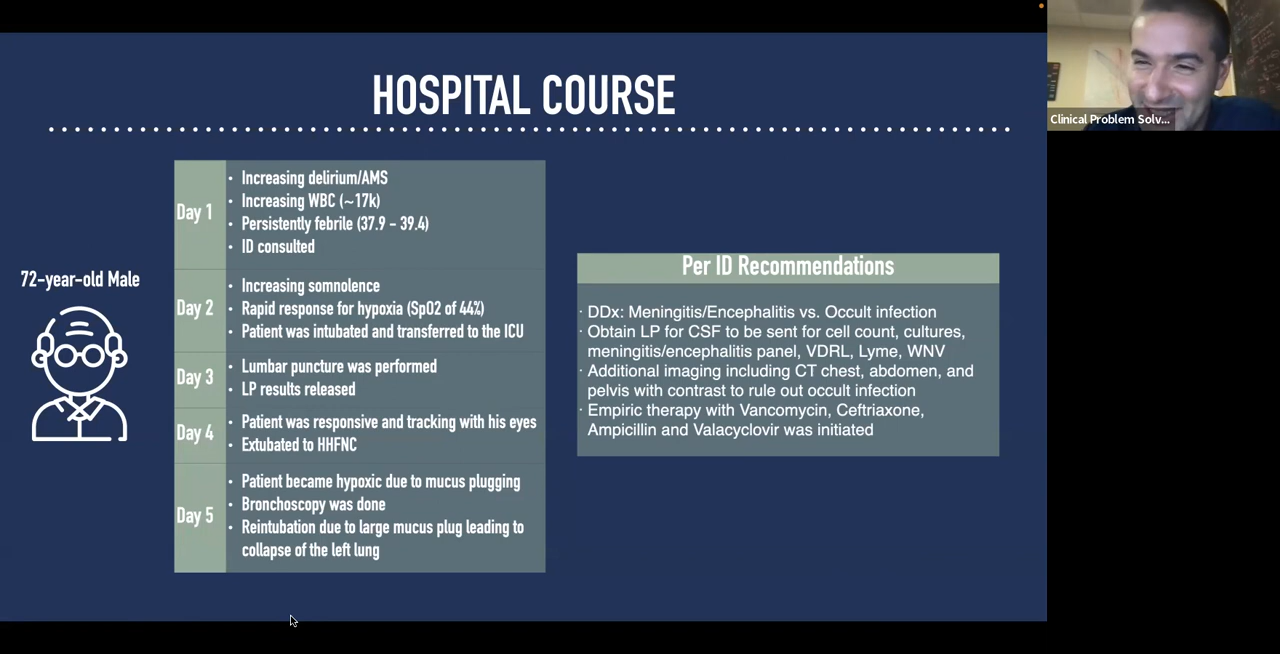 HOSPITAL COURSE
72-year-old Male
Day 1
• Increasing delirium/AMS
• Increasing WBC (~17k)
• Persistently febrile (37.9 – 39.4)
• ID consulted
Day 2
• Increasing somnolence
• Rapid response for hypoxia (SpO2 of 44%)
• Patient was intubated and transferred to the ICU
Day 3
• Lumbar puncture was performed
• LP results released
Day 4
• Patient was responsive and tracking with his eyes
• Extubated to HHFNC
Day 5
• Patient became hypoxic due to mucus plugging
• Bronchoscopy was done
• Reintubation due to large mucus plug leading to
collapse of the left lung
Per ID Recommendations
· DDx: Meningitis/Encephalitis vs. Occult infection
· Obtain LP for CSF to be sent for cell count, cultures,
meningitis/encephalitis panel, VDRL, Lyme, WNV
· Additional imaging including CT chest, abdomen, and
pelvis with contrast to rule out occult infection
· Empiric therapy with Vancomycin, Ceftriaxone,
Ampicillin and Valacyclovir was initiated
Clinical Problem Solv...